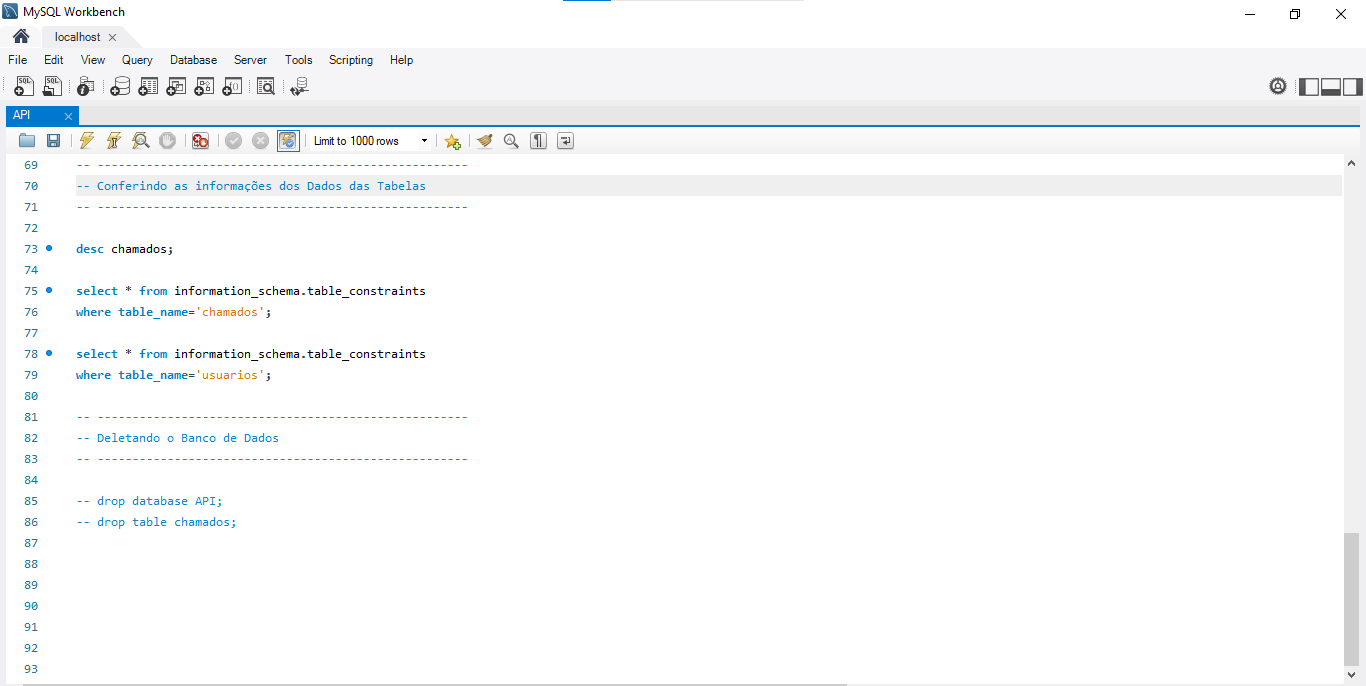 MySQL Workbench
localhost
File Edit View Query Database Server Tools Scripting Help
API
Limit to 1000 rows
69 -- -----------------------------------------------------
70 -- Conferindo as informações dos Dados das Tabelas
71 -- -----------------------------------------------------
72
73 desc chamados;
74
75 select * from information_schema.table_constraints
76 where table_name='chamados';
77
78 select * from information_schema.table_constraints
79 where table_name='usuarios';
80
81 -- -----------------------------------------------------
82 -- Deletando o Banco de Dados
83 -- -----------------------------------------------------
84
85 -- drop database API;
86 -- drop table chamados;
87
88
89
90
91
92
93